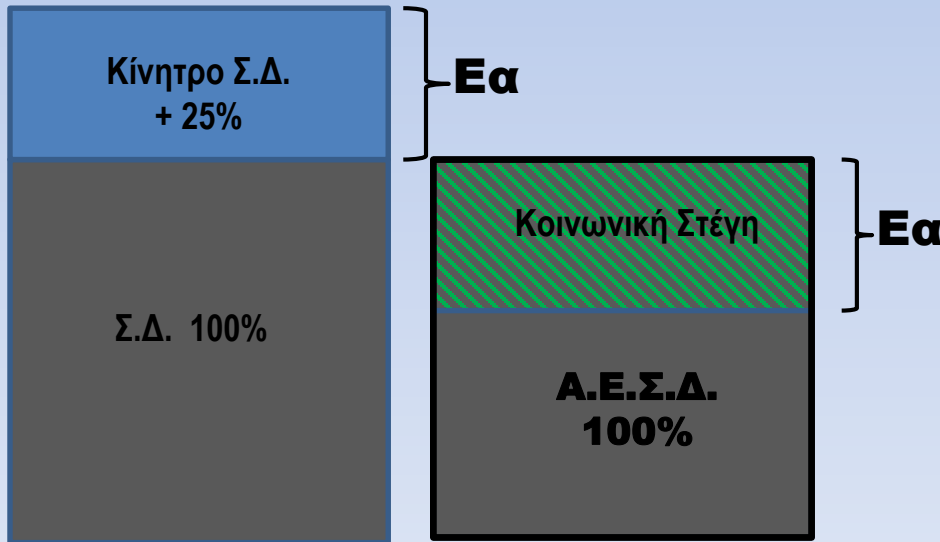 Κίνητρο Σ.Δ.
+ 25%
Εα
Σ.Δ. 100%
Κοινωνική Στέγη
Εα
Α.Ε.Σ.Δ.
100%